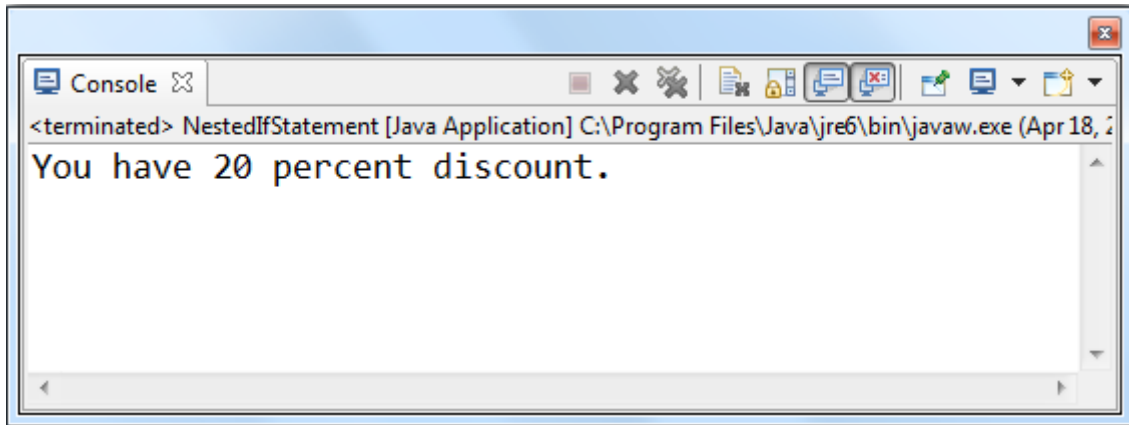 Console
<terminated> NestedIfStatement [Java Application] C:\Program Files\Java\jre6\bin\javaw.exe (Apr 18,
You have 20 percent discount.